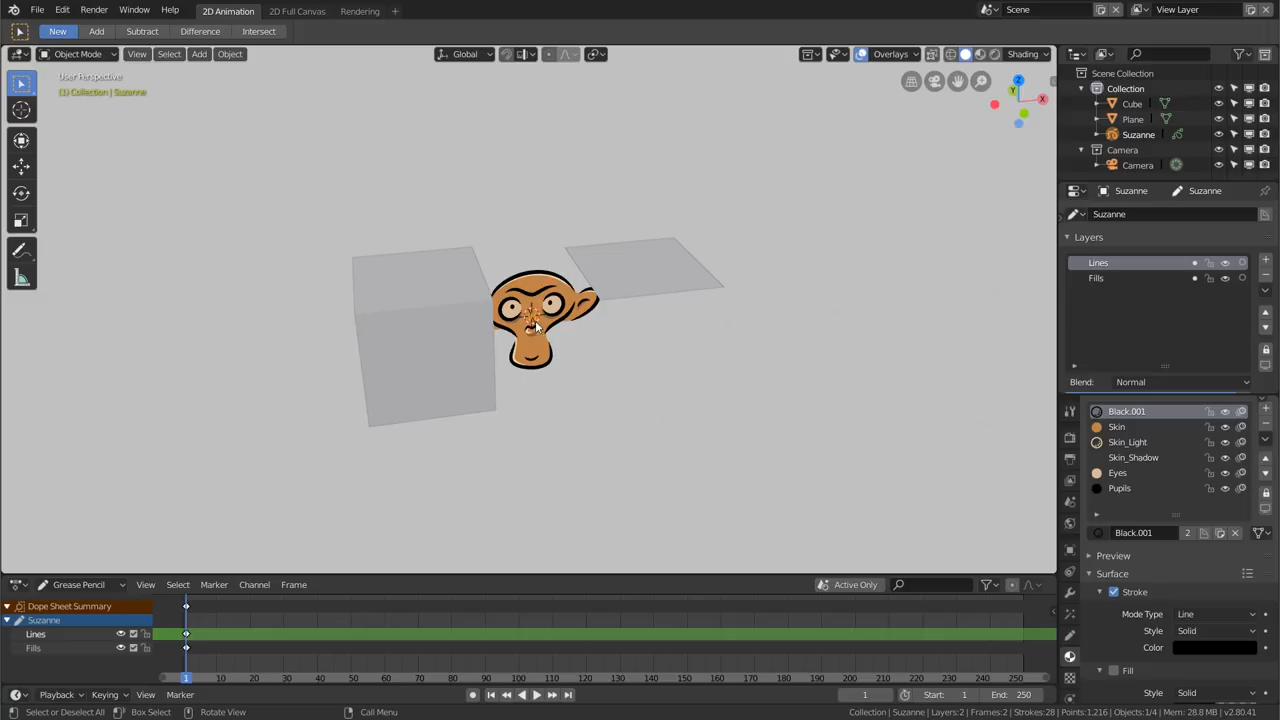 File Edit Render Window Help 2D Animation 2D Full Canvas Rendering + Scene View Layer
New Add Subtract Difference Intersect
Object Mode View Select Add Object Global Overlays Shading
User Perspective
(1) Collection | Suzanne
Z
Y
X
Scene Collection
Collection
Cube
Plane
Suzanne
Camera
Camera
Suzanne Suzanne
Suzanne
Layers
Lines
Fills
Blend: Normal
Black.001
Skin
Skin_Light
Skin_Shadow
Eyes
Pupils
Black.001 2
Preview
Surface
Stroke
Mode Type Line
Style Solid
Color
Fill
Style Solid
Grease Pencil View Select Marker Channel Frame Active Only
Dope Sheet Summary
Suzanne
Lines
Fills
1 10 20 30 40 50 60 70 80 90 100 110 120 130 140 150 160 170 180 190 200 210 220 230 240 250
Playback Keying View Marker 1 Start: 1 End: 250
Select or Deselect All Box Select Rotate View Call Menu Collection | Suzanne | Layers:2 | Frames:2 | Strokes:28 | Points:1,216 | Objects:1/4 | Mem: 28.8 MB | v2.80.41